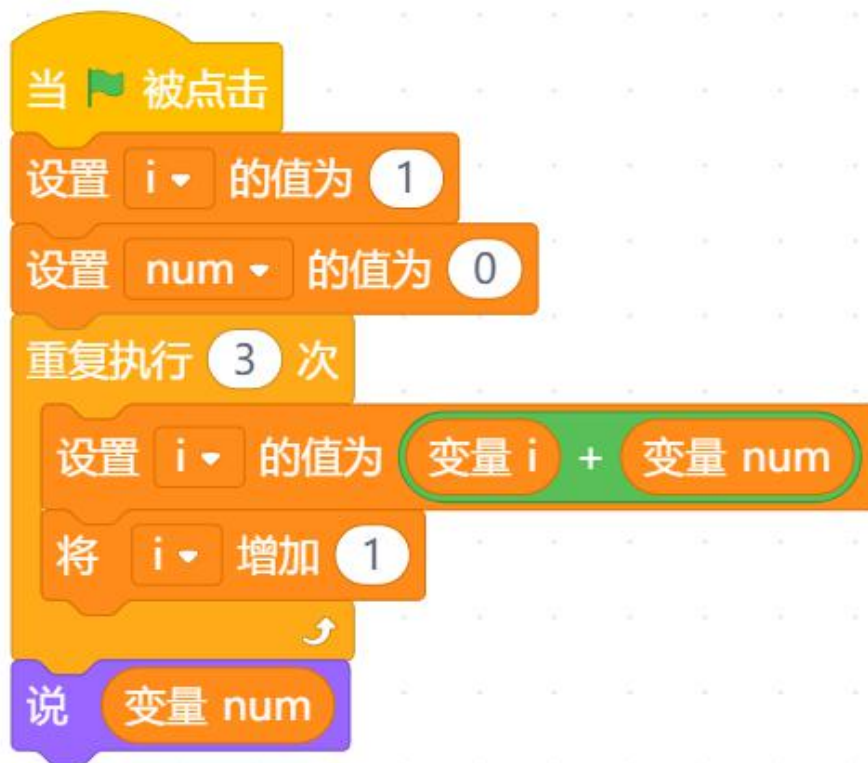 当 被点击
设置 i 的值为 1
设置 num 的值为 0
重复执行 3 次
设置 i 的值为 变量 i + 变量 num
将 i 增加 1
说 变量 num